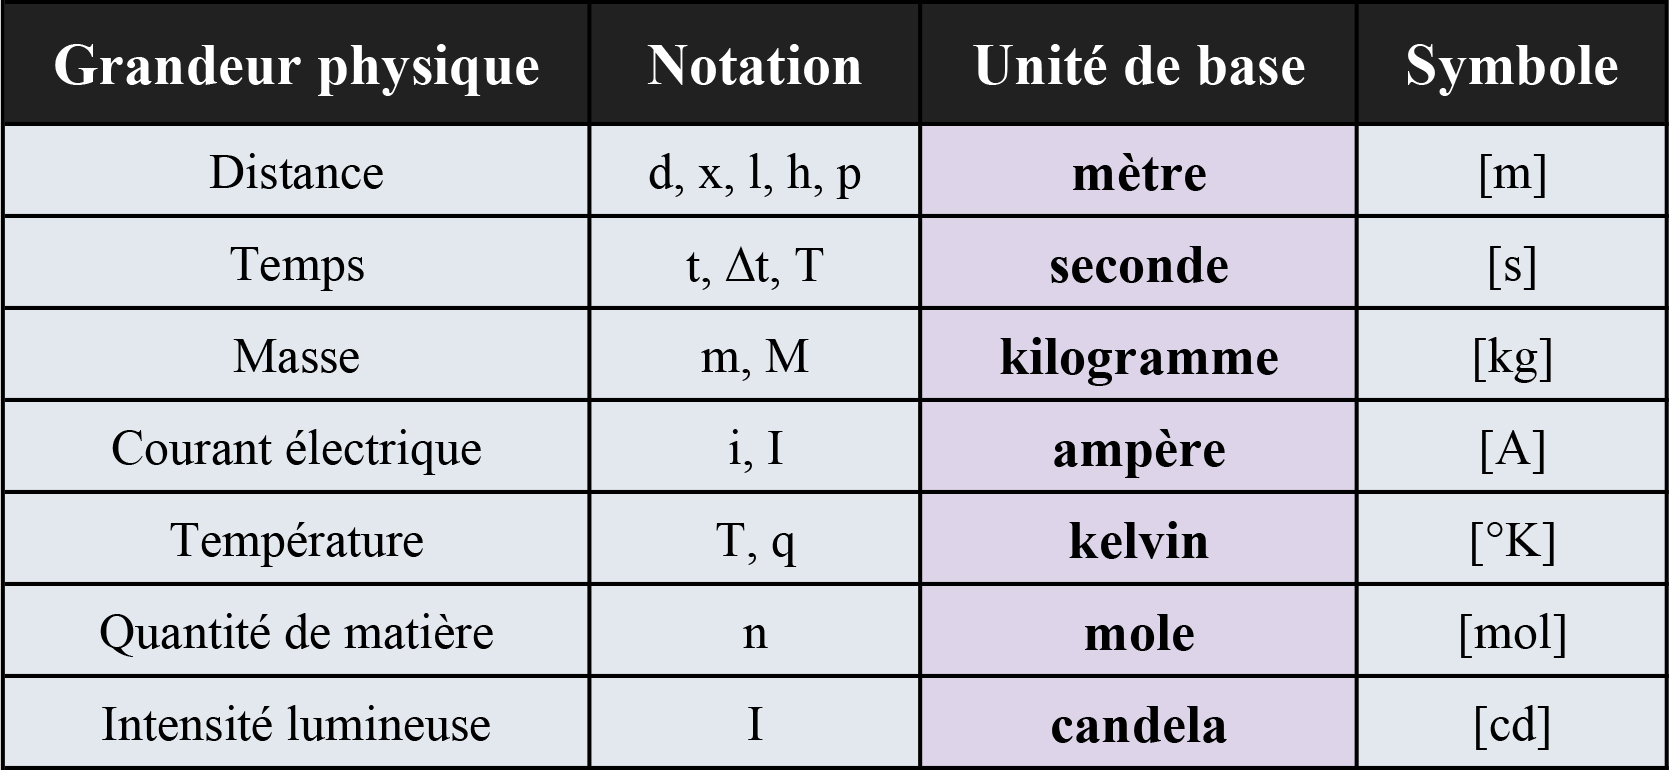 Grandeur physique Notation Unité de base Symbole
Distance d, x, l, h, p mètre [m]
Temps t, Δt, T seconde [s]
Masse m, M kilogramme [kg]
Courant électrique i, I ampère [A]
Température T, q kelvin [°K]
Quantité de matière n mole [mol]
Intensité lumineuse I candela [cd]